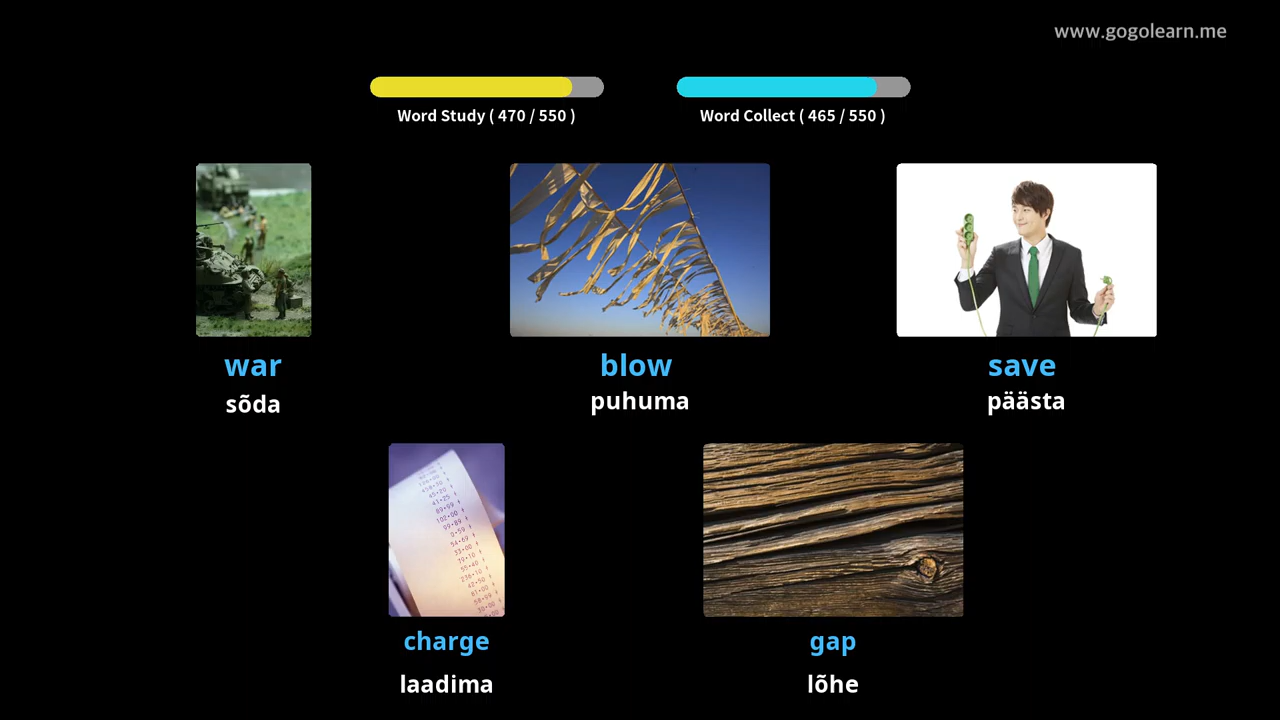 www.gogolearn.me
Word Study ( 470 / 550 )
Word Collect ( 465 / 550 )
war
sõda
blow
puhuma
save
päästa
charge
laadima
gap
lõhe